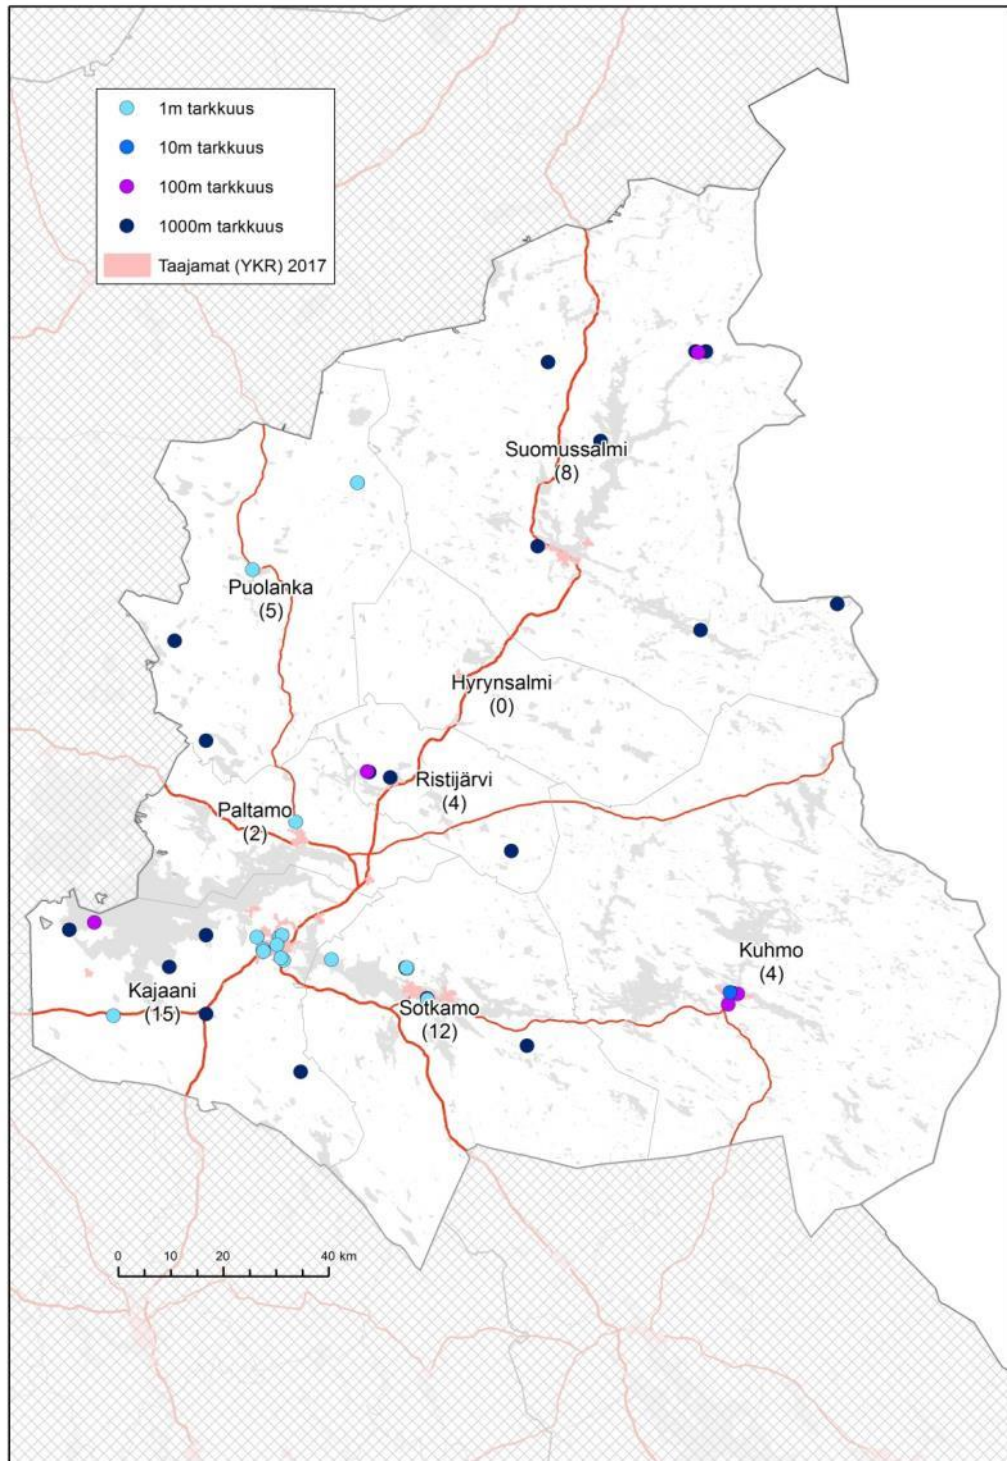 1m tarkkuus
10m tarkkuus
100m tarkkuus
1000m tarkkuus
Taajamat (YKR) 2017
Suomussalmi
(8)
Puolanka
(5)
Hyrynsalmi
(0)
Ristijärvi
(4)
Paltamo
(2)
Kuhmo
(4)
Kajaani
(15)
Sotkamo
(12)
0 10 20 40 km